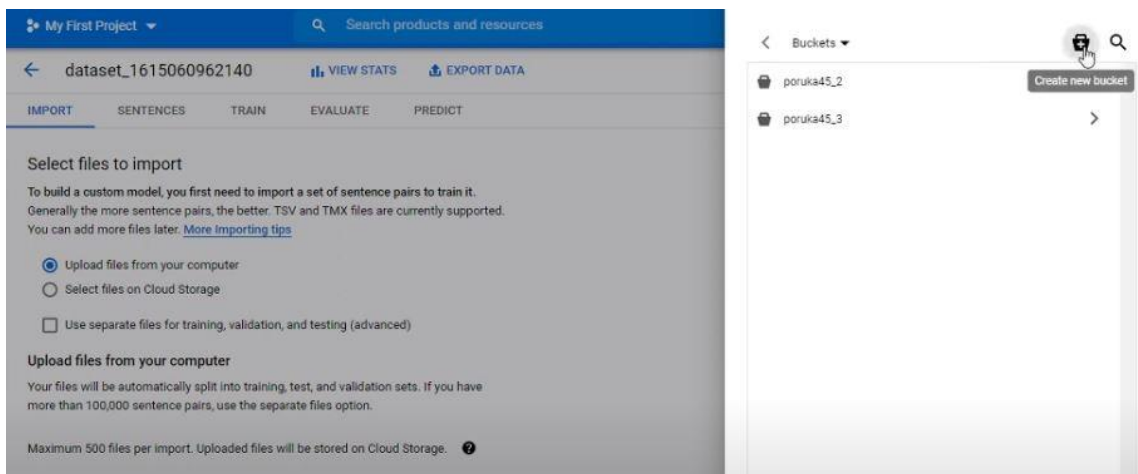 My First Project
Search products and resources
dataset_1615060962140
VIEW STATS
EXPORT DATA
IMPORT
SENTENCES
TRAIN
EVALUATE
PREDICT
Select files to import
To build a custom model, you first need to import a set of sentence pairs to train it.
Generally the more sentence pairs, the better. TSV and TMX files are currently supported.
You can add more files later. More Importing tips
Upload files from your computer
Select files on Cloud Storage
Use separate files for training, validation, and testing (advanced)
Upload files from your computer
Your files will be automatically split into training, test, and validation sets. If you have
more than 100,000 sentence pairs, use the separate files option.
Maximum 500 files per import. Uploaded files will be stored on Cloud Storage.
Buckets
Create new bucket
poruka45_2
poruka45_3